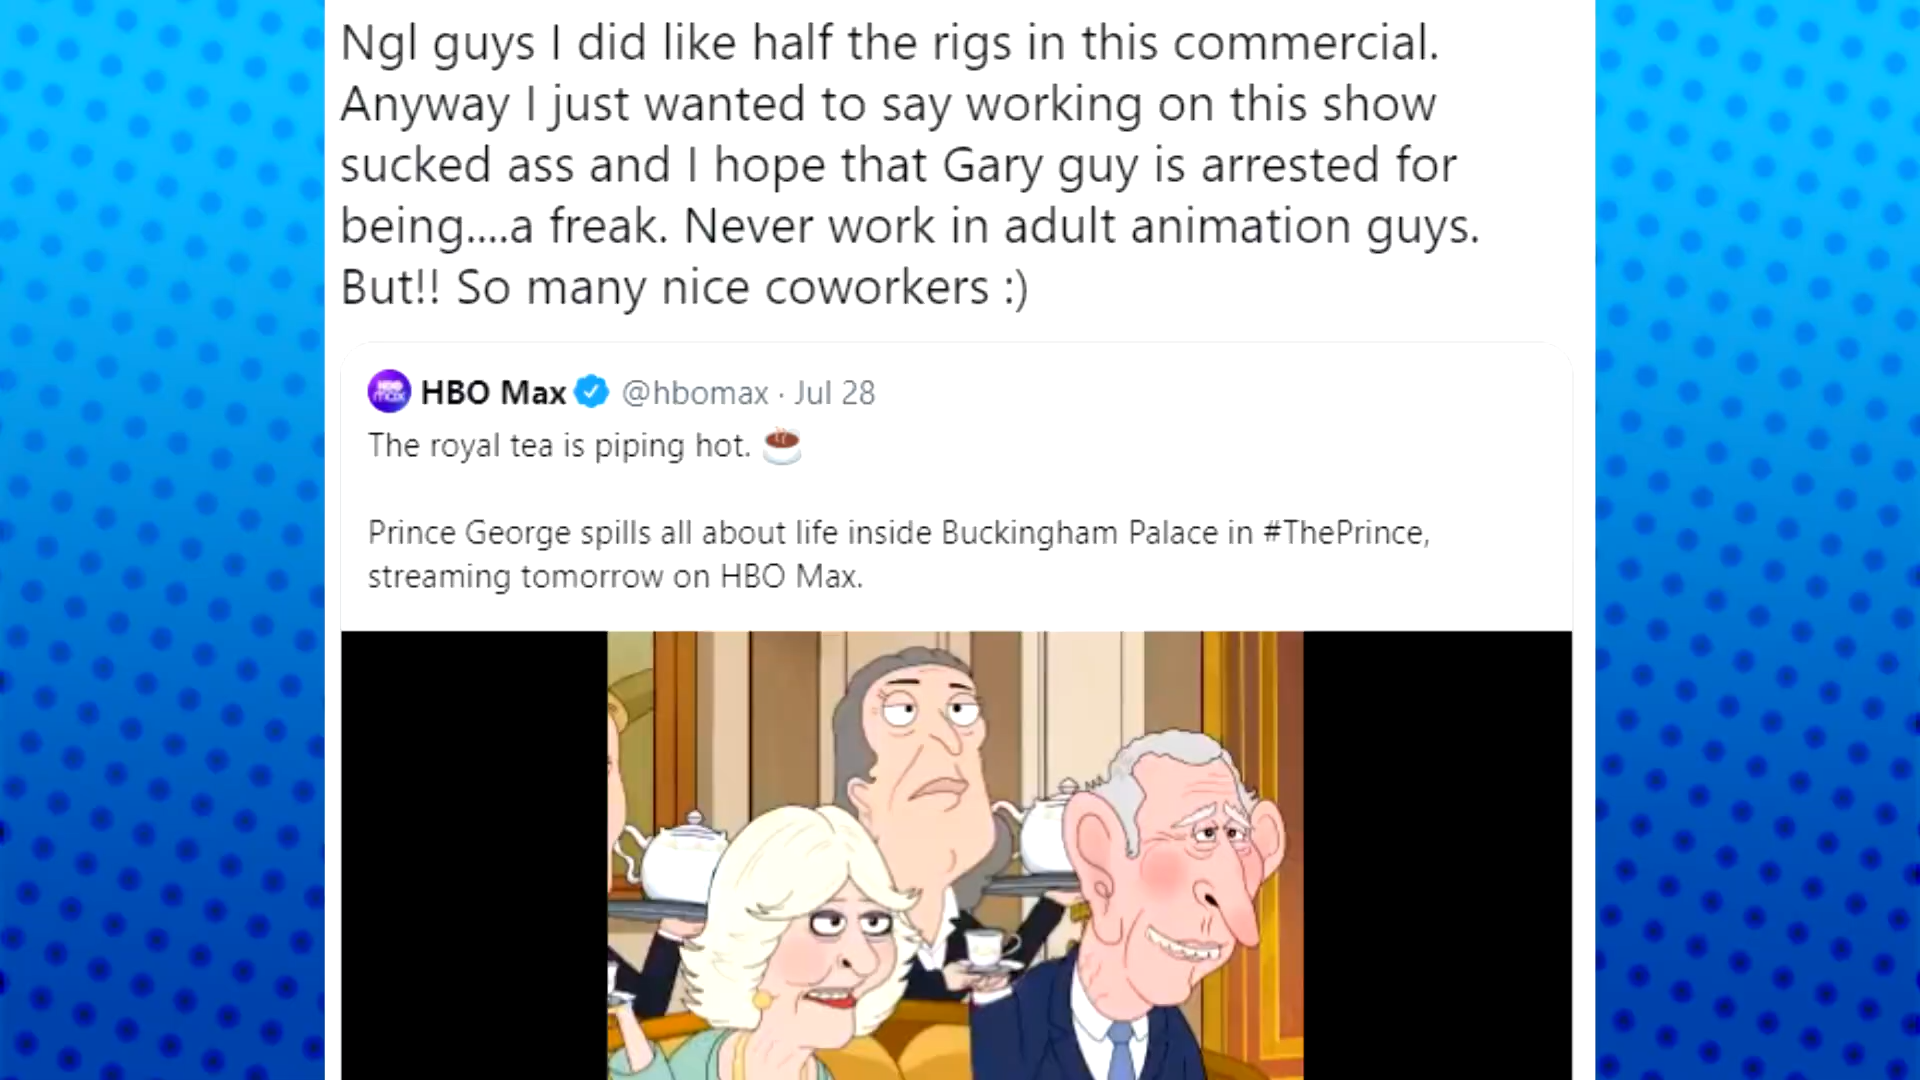 Ngl guys I did like half the rigs in this commercial.
Anyway I just wanted to say working on this show
sucked ass and I hope that Gary guy is arrested for
being....a freak. Never work in adult animation guys.
But!! So many nice coworkers :)
HBO max
HBO Max @hbomax · Jul 28
The royal tea is piping hot. ☕
Prince George spills all about life inside Buckingham Palace in #ThePrince,
streaming tomorrow on HBO Max.